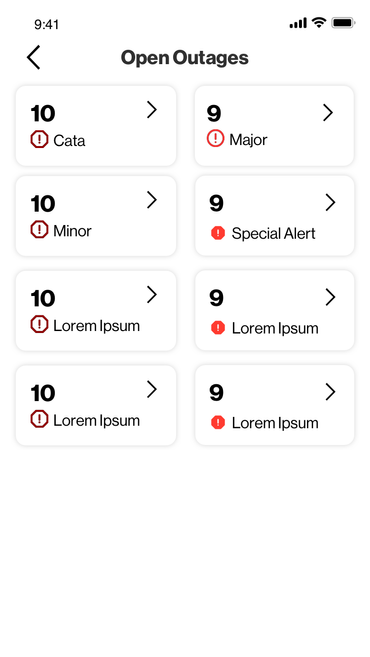 9:41
Open Outages
10
Cata
9
Major
10
Minor
9
Special Alert
10
Lorem Ipsum
9
Lorem Ipsum
10
Lorem Ipsum
9
Lorem Ipsum